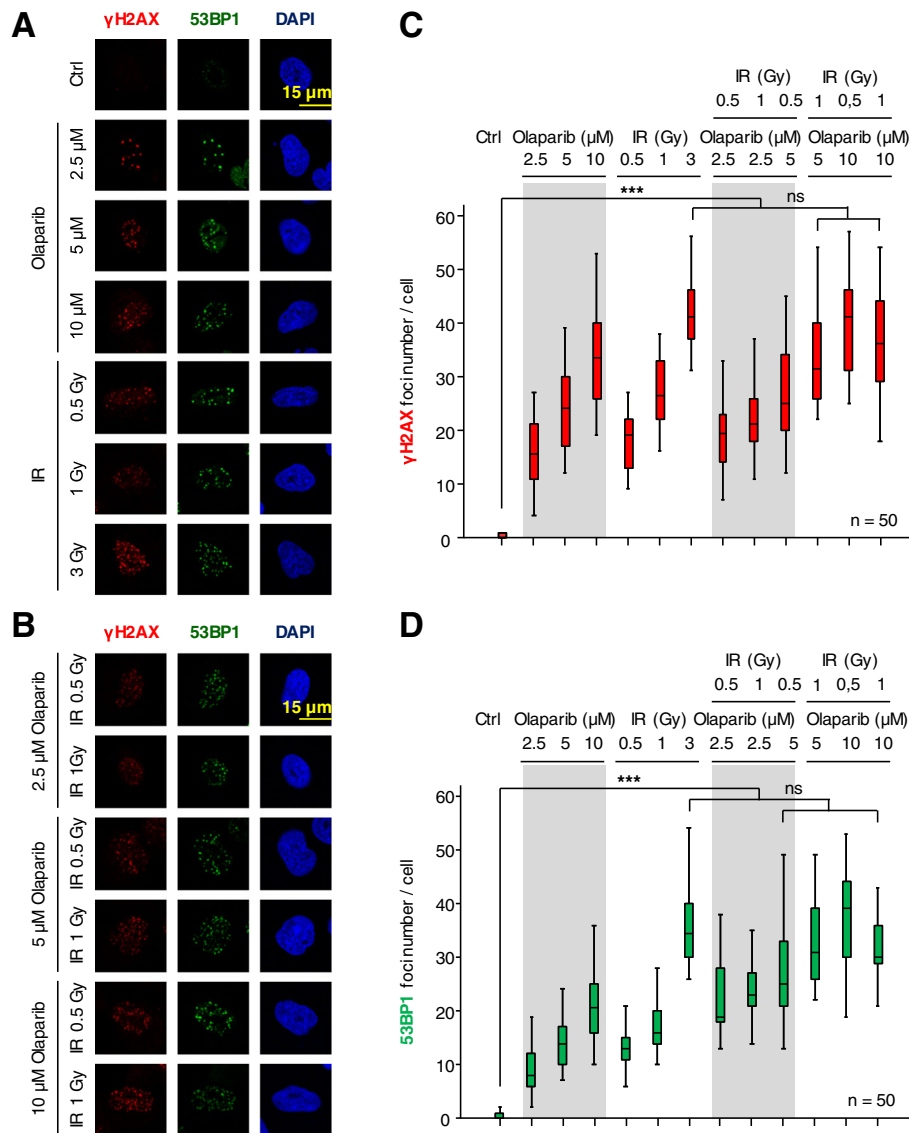 A
γH2AX 53BP1 DAPI
Ctrl
15 µm
Olaparib
2.5 µM
5 µM
10 µM
IR
0.5 Gy
1 Gy
3 Gy
B
γH2AX 53BP1 DAPI
2.5 µM Olaparib
IR 0.5 Gy
15 µm
IR 1Gy
5 µM Olaparib
IR 0.5 Gy
IR 1 Gy
10 µM Olaparib
IR 0.5 Gy
IR 1 Gy
C
IR (Gy) IR (Gy)
0.5 1 0.5 1 0,5 1
Ctrl Olaparib (µM) IR (Gy) Olaparib (µM) Olaparib (µM)
2.5 5 10 0.5 1 3 2.5 2.5 5 5 10 10
*** ns
γH2AX foci number / cell
60
50
40
30
20
10
0
n = 50
D
IR (Gy) IR (Gy)
0.5 1 0.5 1 0,5 1
Ctrl Olaparib (µM) IR (Gy) Olaparib (µM) Olaparib (µM)
2.5 5 10 0.5 1 3 2.5 2.5 5 5 10 10
*** ns
53BP1 foci number / cell
60
50
40
30
20
10
0
n = 50